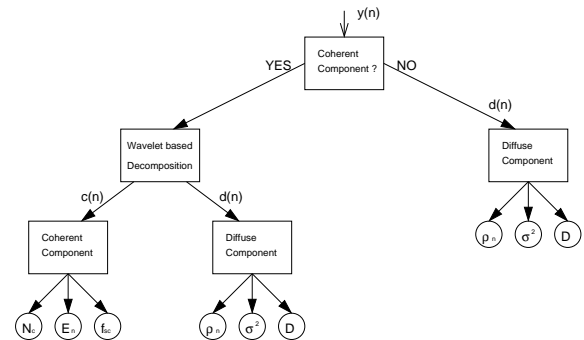 y(n)
Coherent
Component ?
YES
NO
d(n)
Wavelet based
Decomposition
Diffuse
Component
c(n)
d(n)
ρn
σ2
D
Coherent
Component
Diffuse
Component
Nc
En
fsc
ρn
σ2
D